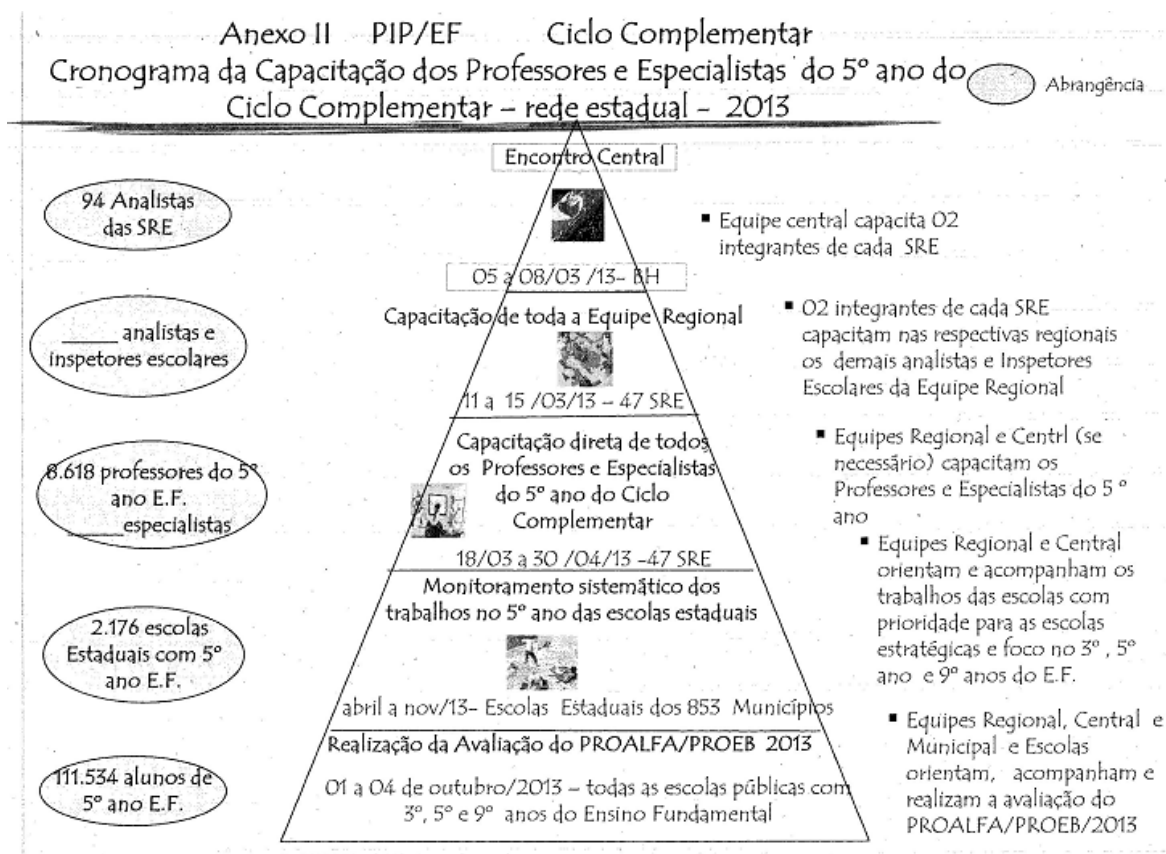 Anexo II PIP/EF Ciclo Complementar
Cronograma da Capacitação dos Professores e Especialistas do 5º ano do
Ciclo Complementar – rede estadual - 2013
Abrangência
Encontro Central
94 Analistas
das SRE
▪ Equipe central capacita 02
integrantes de cada SRE
05 a 08/03 /13– BH
Capacitação de toda a Equipe Regional
______ analistas e
inspetores escolares
▪ 02 integrantes de cada SRE
capacitam nas respectivas regionais
os demais analistas e Inspetores
Escolares da Equipe Regional
11 a 15 /03/13 – 47 SRE
Capacitação direta de todos
os Professores e Especialistas
do 5º ano do Ciclo
Complementar
8.618 professores do 5º
ano E.F.
______especialistas
▪ Equipes Regional e Centrl (se
necessário) capacitam os
Professores e Especialistas do 5 º
ano
18/03 a 30 /04/13 –47 SRE
Monitoramento sistemático dos
trabalhos no 5º ano das escolas estaduais
2.176 escolas
Estaduais com 5º
ano E.F.
▪ Equipes Regional e Central
orientam e acompanham os
trabalhos das escolas com
prioridade para as escolas
estratégicas e foco no 3º , 5º
ano e 9º anos do E.F.
abril a nov/13– Escolas Estaduais dos 853 Municípios
Realização da Avaliação do PROALFA/PROEB 2013
111.534 alunos de
5º ano E.F.
01 a 04 de outubro/2013 – todas as escolas públicas com
3º, 5º e 9º anos do Ensino Fundamental
▪ Equipes Regional, Central e
Municipal e Escolas
orientam, acompanham e
realizam a avaliação do
PROALFA/PROEB/2013